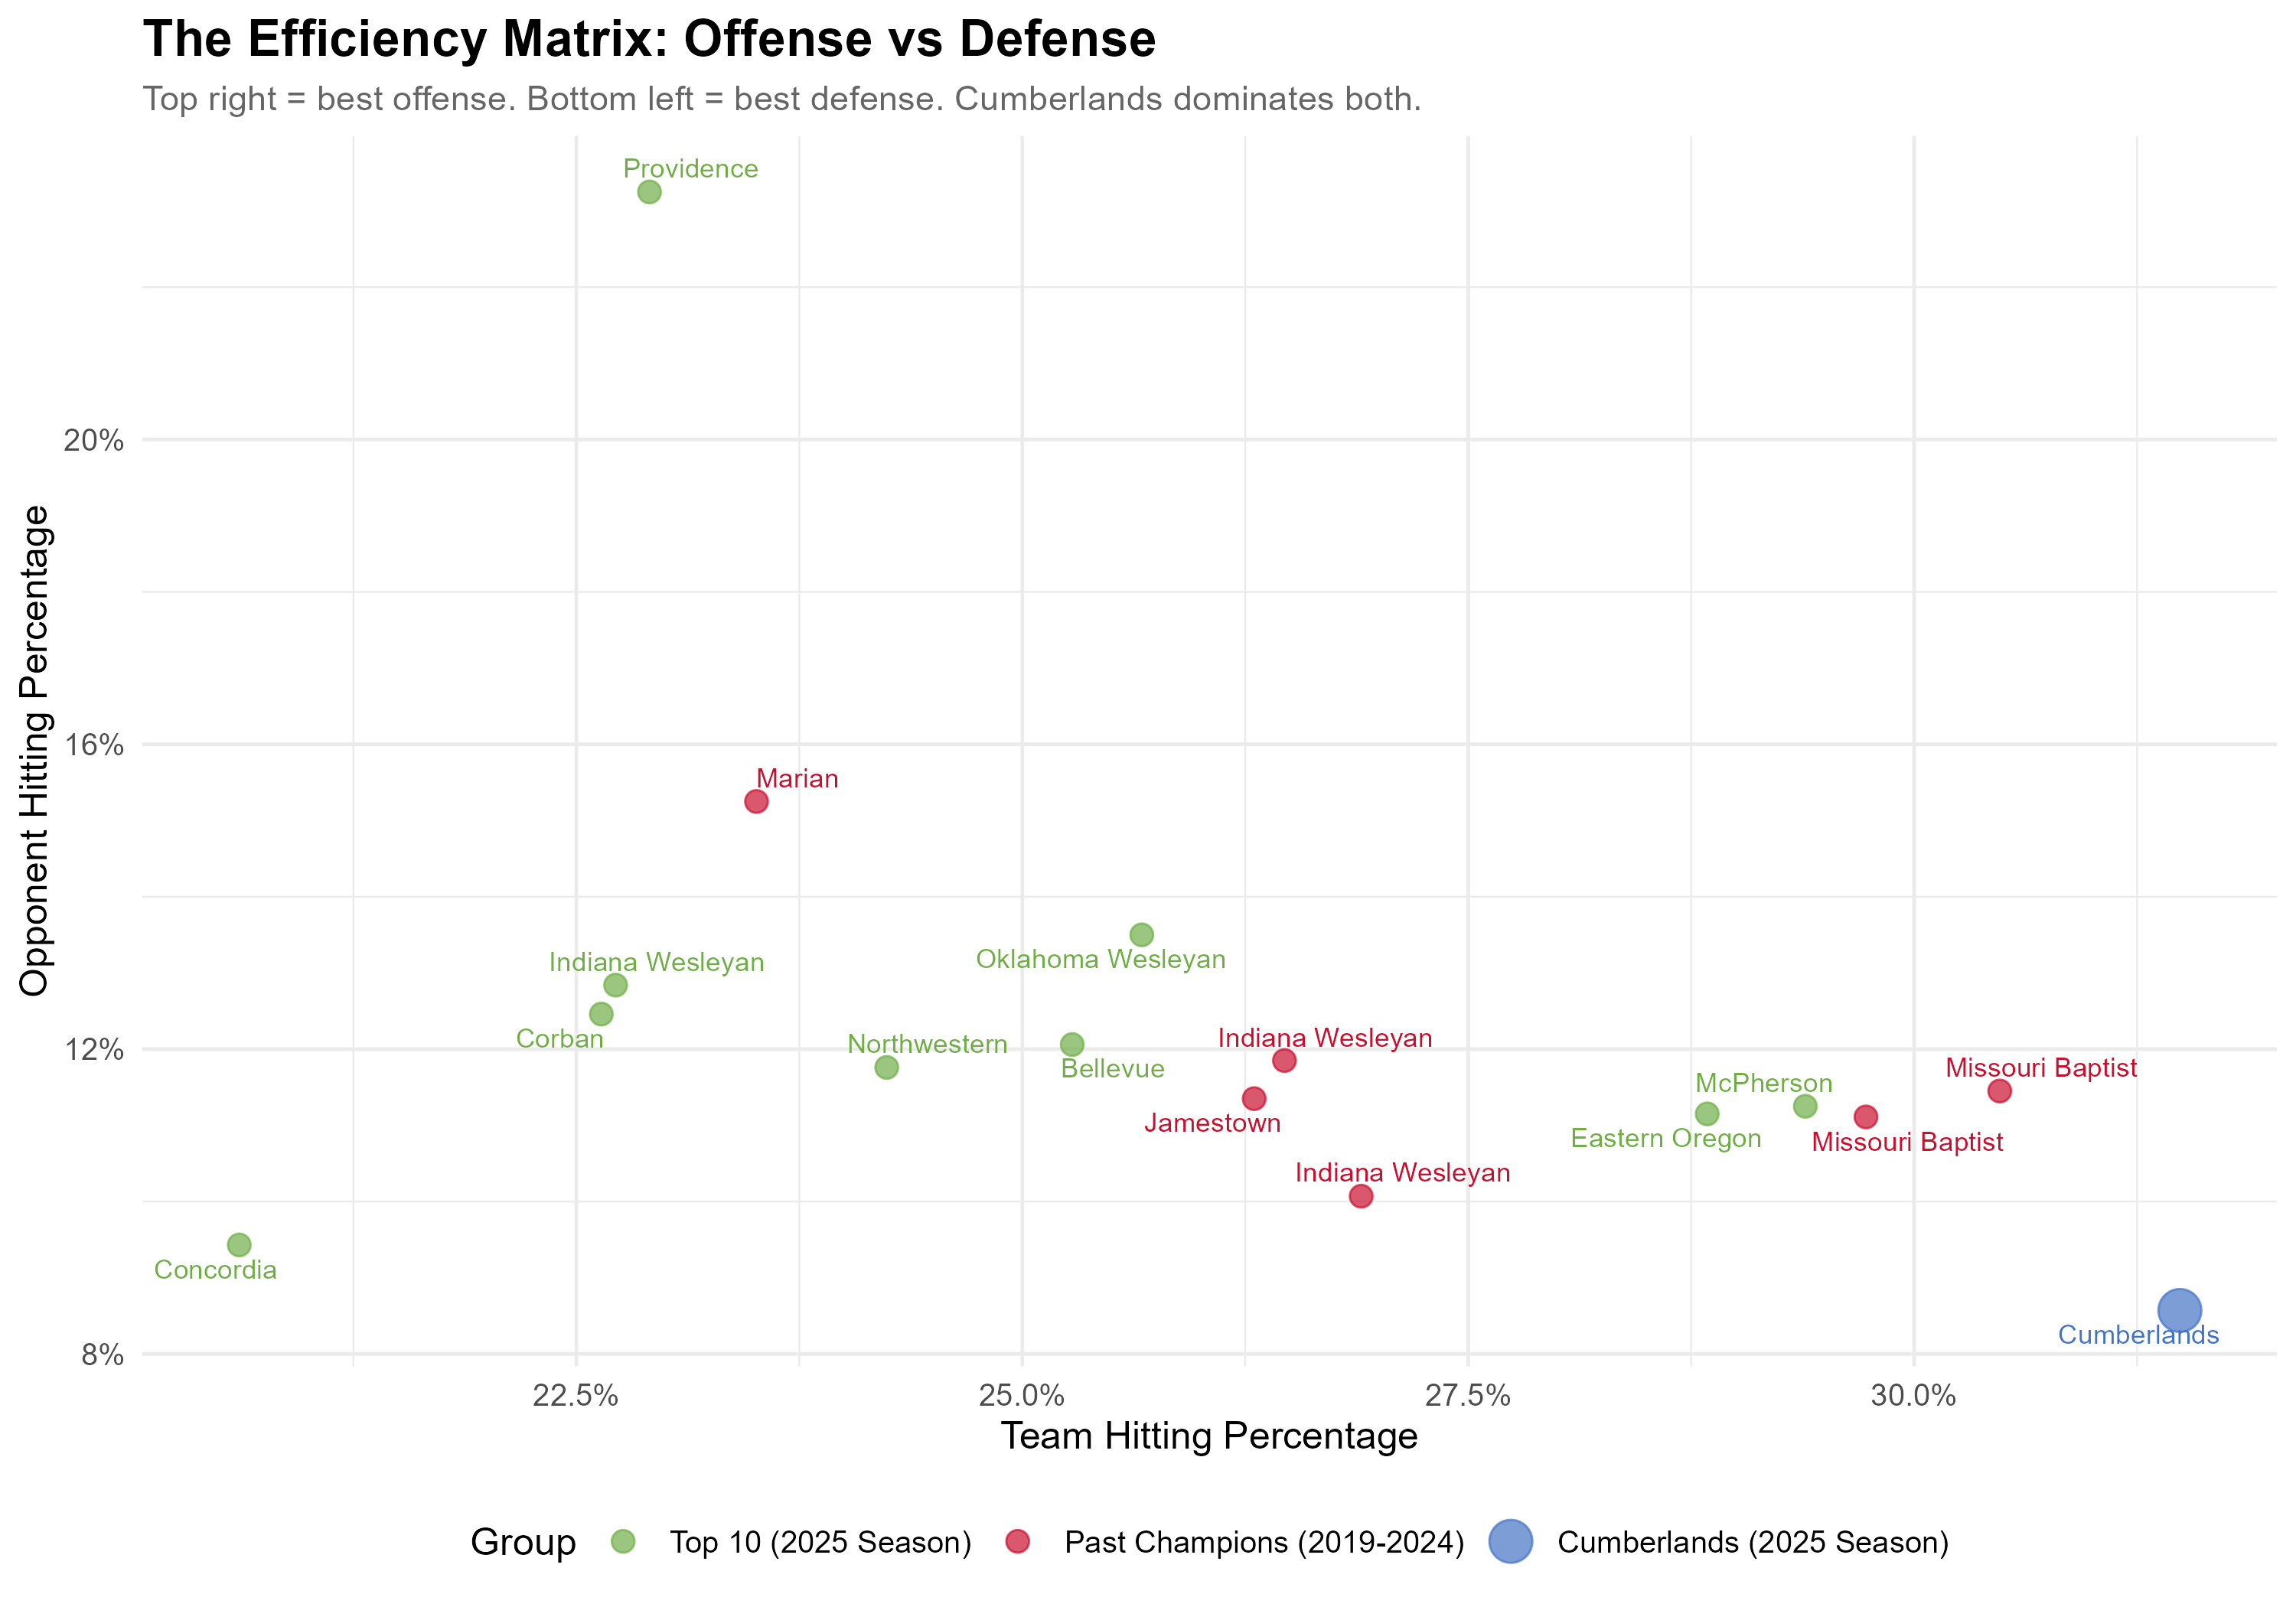 The Efficiency Matrix: Offense vs Defense
Top right = best offense. Bottom left = best defense. Cumberlands dominates both.
Providence
20%
Opponent Hitting Percentage
16%
Marian
Oklahoma Wesleyan
Indiana Wesleyan
Corban
12%
Northwestern
Bellevue
Indiana Wesleyan
Jamestown
McPherson
Missouri Baptist
Eastern Oregon
Missouri Baptist
Indiana Wesleyan
Concordia
Cumberlands
8%
22.5%
25.0%
27.5%
30.0%
Team Hitting Percentage
Group
Top 10 (2025 Season)
Past Champions (2019-2024)
Cumberlands (2025 Season)